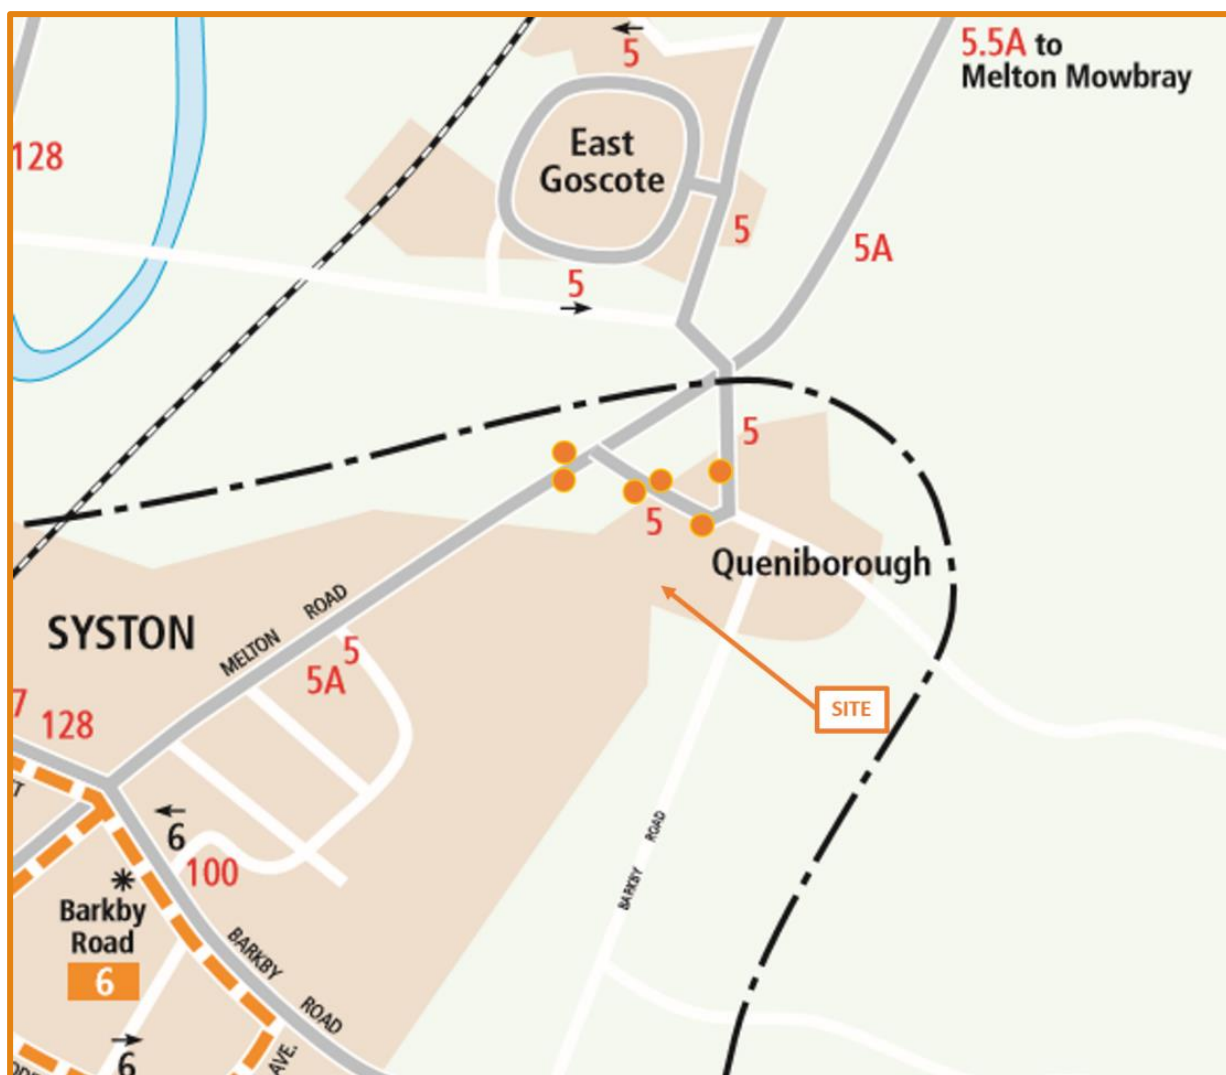 5
5.5A to
Melton Mowbray
128
East
Goscote
5
5A
5
5
5
Queniborough
MELTON ROAD
SYSTON
5
5A
SITE
7
128
6
100
BARKBY ROAD
Barkby
Road
6
BARKBY ROAD
6
AVE.